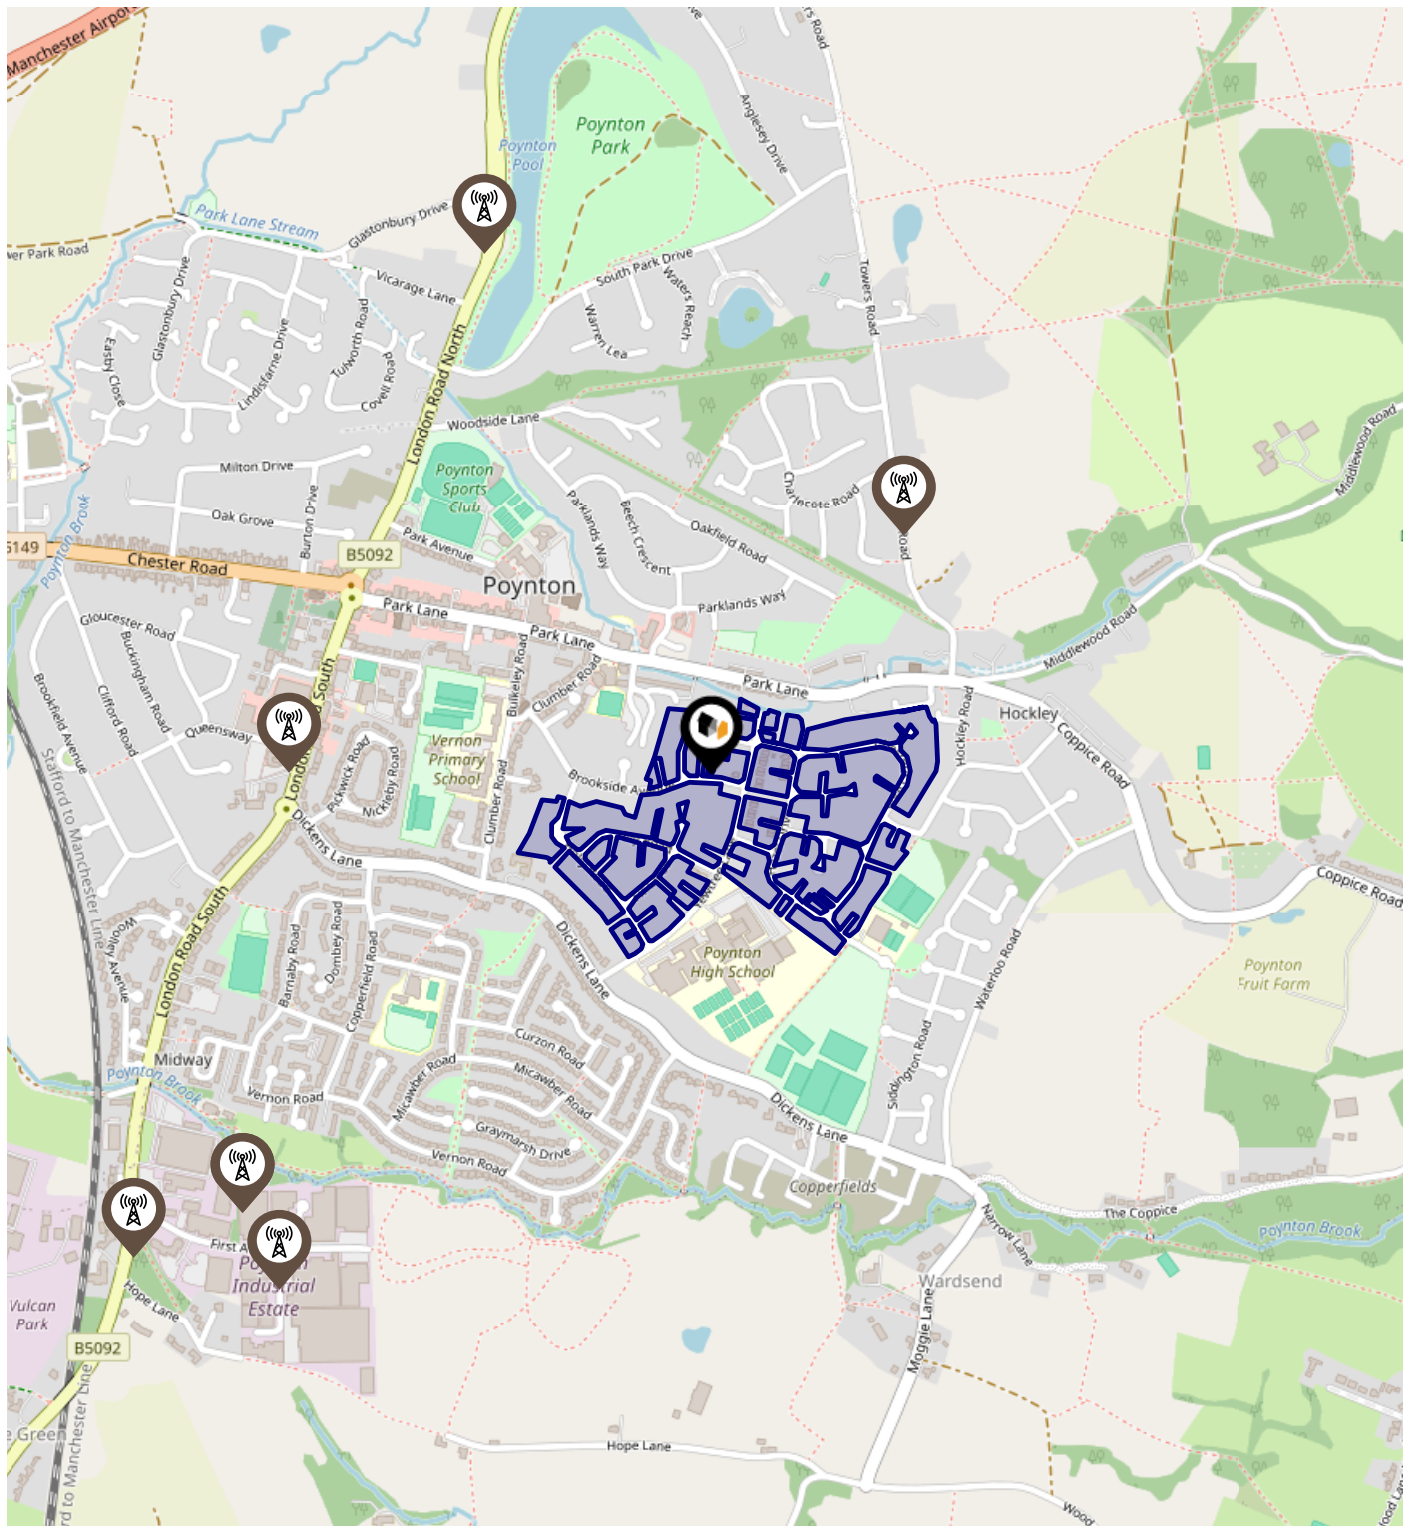 Manchester Airport
Anglesey Drive
Poynton
Park
Poynton
Pool
Park Lane Stream
Glastonbury Drive
Vicarage Lane
South Park Drive
Waters Reach
Warren Lea
Towers Road
Glastonbury Drive
Easby Close
Lindisfarne Drive
Tulworth Road
Covell Road
London Road North
Woodside Lane
Middlewood Road
Milton Drive
Poynton
Sports
Club
Charlecote Road
Oak Grove
Burton Drive
Park Avenue
Parklands Way
Beech Crescent
Oakfield Road
Road
Poynton Brook
Chester Road
B5092
Poynton
Parklands Way
Park Lane
Park Lane
Middlewood Road
Gloucester Road
Buckingham Road
Clifford Road
Brookfield Avenue
Queensway
Bulkeley Road
Clumber Road
Park Lane
Hockley Road
Hockley
Coppice Road
Vernon
Primary
School
Pickwick Road
Nickleby Road
Clumber Road
Stafford to Manchester Line
Dickens Lane
London Road South
Coppice Road
Woolley Avenue
Barnaby Road
Dombey Road
Copperfield Road
Dickens Lane
Poynton
High School
Waterloo Road
Poynton
Fruit Farm
Midway
Poynton Brook
Vernon Road
Micawber Road
Curzon Road
Micawber Road
Graymarsh Drive
Vernon Road
Siddington Road
Dickens Lane
Copperfields
The Coppice
Narrow Lane
Poynton Brook
Industrial
Estate
Hope Lane
Vulcan
Park
B5092
Wardsend
Moggie Lane
Hope Lane
Wood